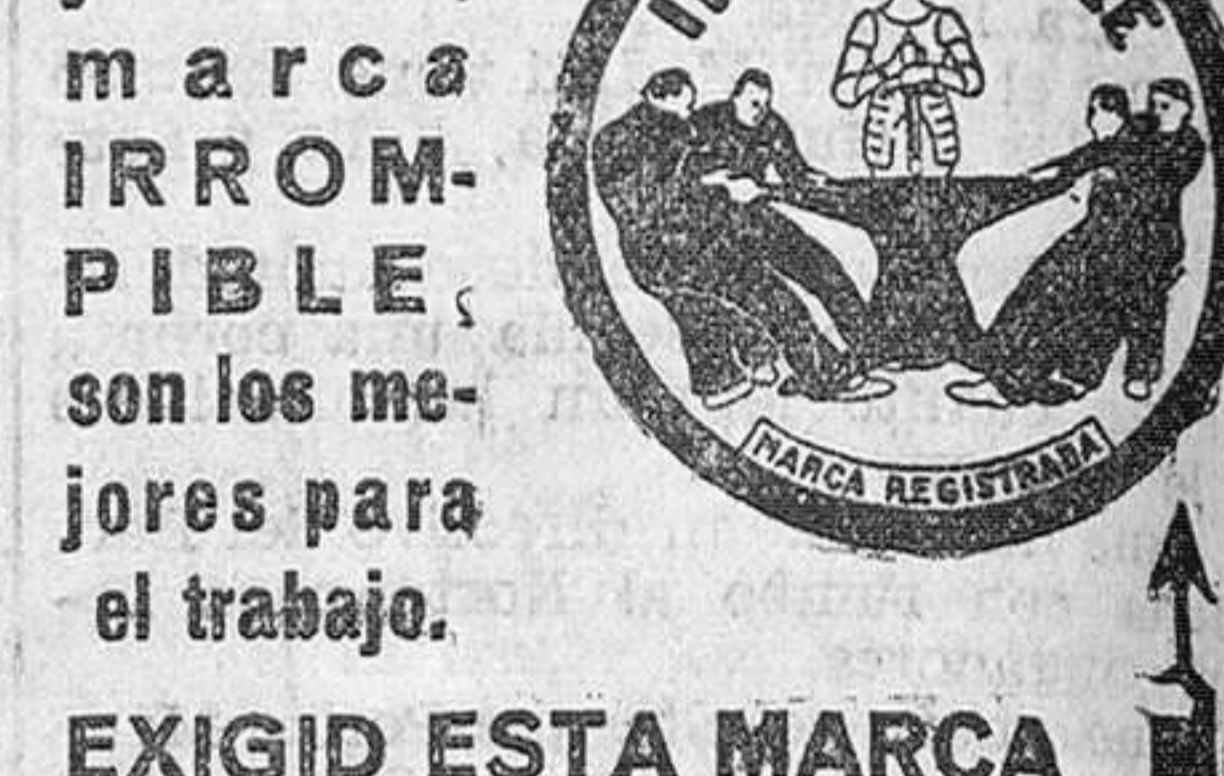 marca
IRROM-
PIBLE,
son los me-
jores para
el trabajo.
MARCA REGISTRADA
EXIGID ESTA MARCA